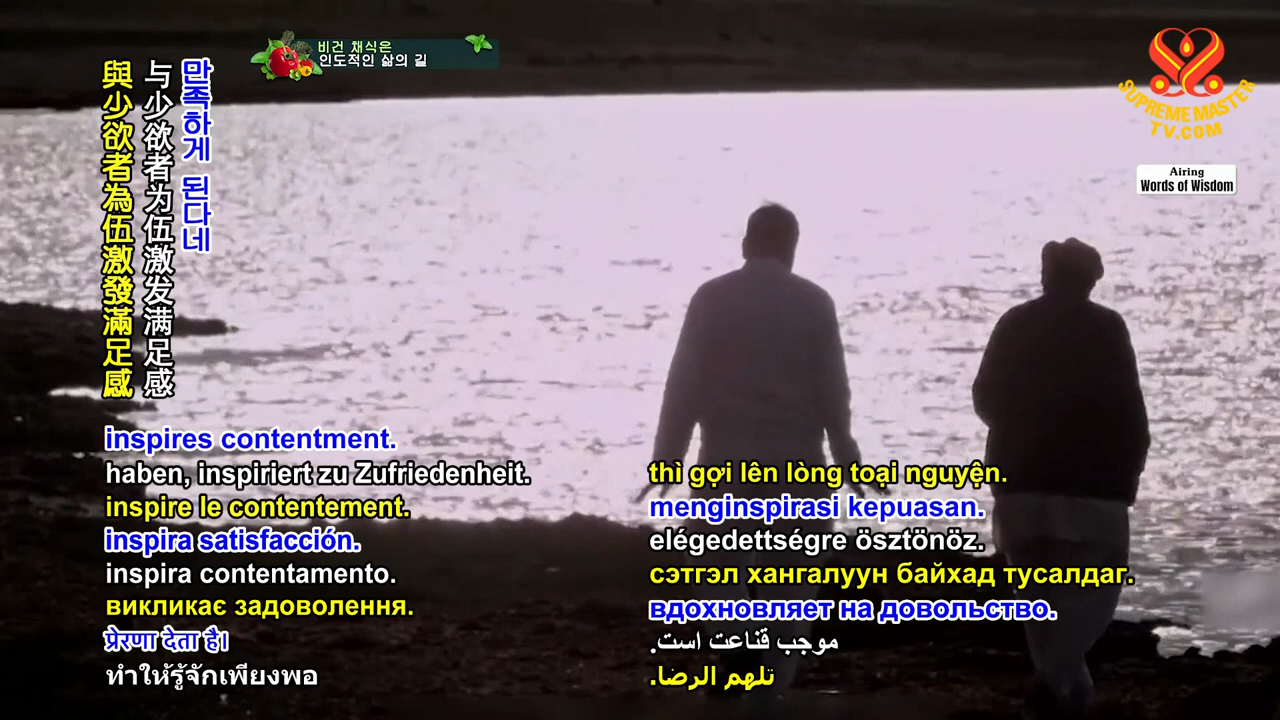 비건 채식은
인도적인 삶의 길
SUPREME MASTER
TV.COM
Airing
Words of Wisdom
만족하게 된다네
与少欲者为伍激发满足感
與少欲者為伍激發滿足感
inspires contentment.
haben, inspiriert zu Zufriedenheit.
inspire le contentement.
inspira satisfacción.
inspira contentamento.
викликає задоволення.
प्रेरणा देता है।
ทำให้รู้จักเพียงพอ
thì gợi lên lòng toại nguyện.
menginspirasi kepuasan.
elégedettségre ösztönöz.
сэтгэл хангалуун байхад тусалдаг.
вдохновляет на довольство.
موجب قناعت است.
تلهم الرضا.